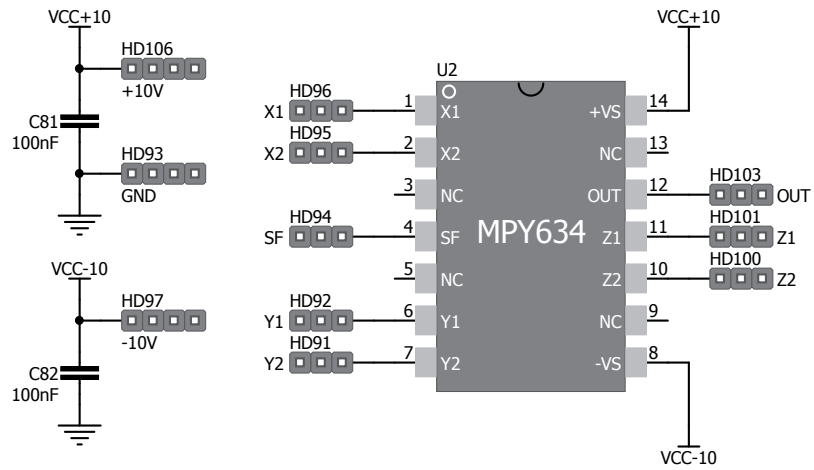 VCC+10
HD106
+10V
C81
100nF
HD93
GND
VCC-10
HD97
-10V
C82
100nF
VCC+10
U2
HD96
X1
1
X1
+VS
14
HD95
X2
2
X2
NC
13
3
NC
OUT
12
HD103
OUT
HD94
SF
4
SF
MPY634
Z1
11
HD101
Z1
5
NC
Z2
10
HD100
Z2
HD92
Y1
6
Y1
NC
9
HD91
Y2
7
Y2
-VS
8
VCC-10